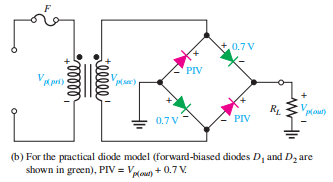 F
+ 0.7 V –
+ +
– PIV
+
V_p(pri) V_p(sec)
– –
+ +
0.7 V – – PIV
R_L
+
V_p(out)
–
(b) For the practical diode model (forward-biased diodes D₁ and D₂ are
shown in green), PIV = V_p(out) + 0.7 V.